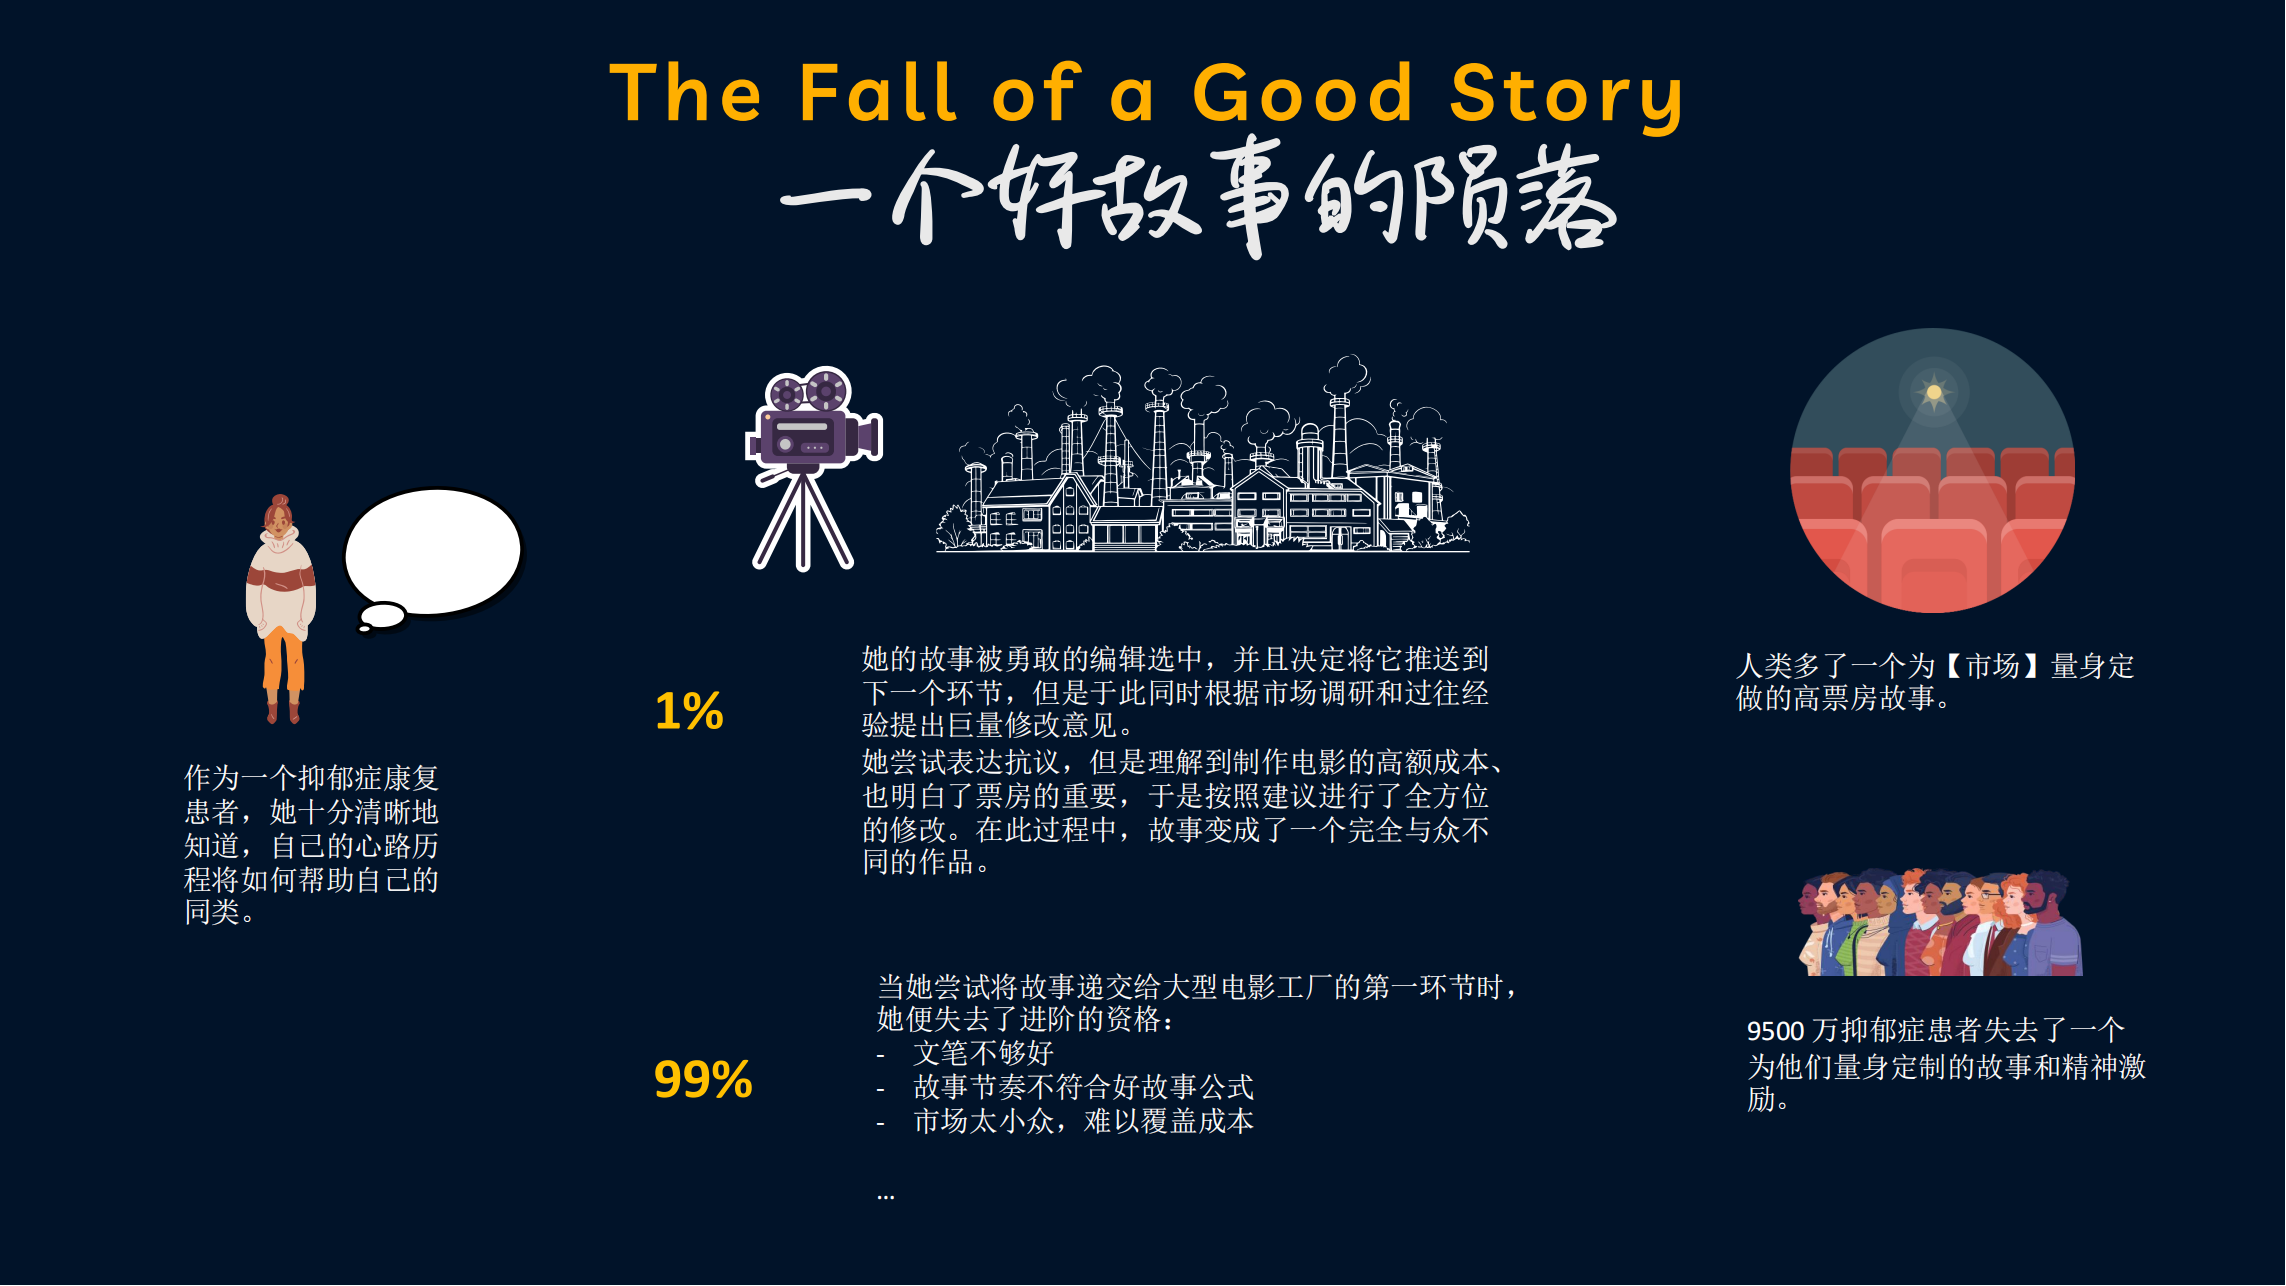 The Fall of a Good Story
一个好故事的陨落
作为一个抑郁症康复
患者，她十分清晰地
知道，自己的心路历
程将如何帮助自己的
同类。
1%
她的故事被勇敢的编辑选中，并且决定将它推送到
下一个环节，但是于此同时根据市场调研和过往经
验提出巨量修改意见。
她尝试表达抗议，但是理解到制作电影的高额成本、
也明白了票房的重要，于是按照建议进行了全方位
的修改。在此过程中，故事变成了一个完全与众不
同的作品。
99%
当她尝试将故事递交给大型电影工厂的第一环节时，
她便失去了进阶的资格：
- 文笔不够好
- 故事节奏不符合好故事公式
- 市场太小众，难以覆盖成本
...
人类多了一个为【市场】量身定
做的高票房故事。
9500 万抑郁症患者失去了一个
为他们量身定制的故事和精神激
励。